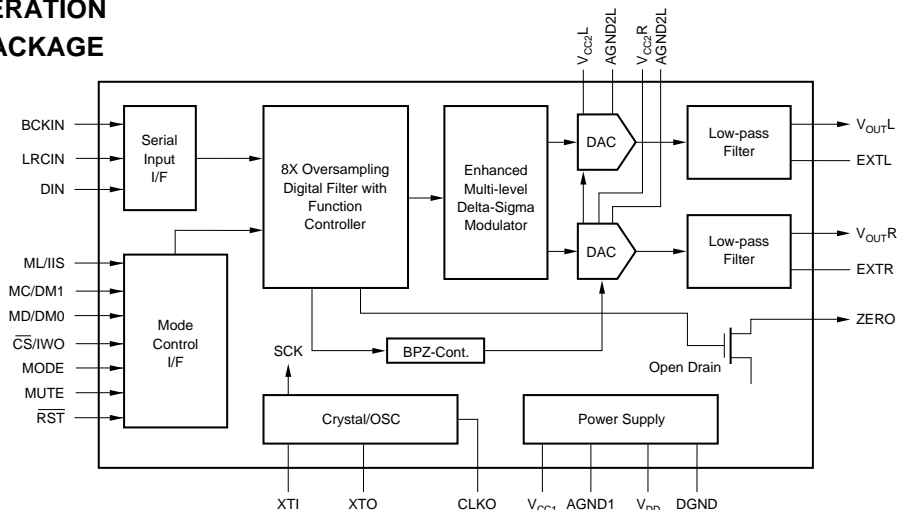 ERATION
ACKAGE
VCC2L
AGND2L
VCC2R
AGND2L
BCKIN
LRCIN
DIN
Serial
Input
I/F
8X Oversampling
Digital Filter with
Function
Controller
Enhanced
Multi-level
Delta-Sigma
Modulator
DAC
Low-pass
Filter
VOUTL
EXTL
DAC
Low-pass
Filter
VOUTR
EXTR
ML/IIS
MC/DM1
MD/DM0
CS/IWO
MODE
MUTE
RST
Mode
Control
I/F
SCK
BPZ-Cont.
Open Drain
ZERO
Crystal/OSC
Power Supply
XTI
XTO
CLKO
VCC1
AGND1
VDD
DGND